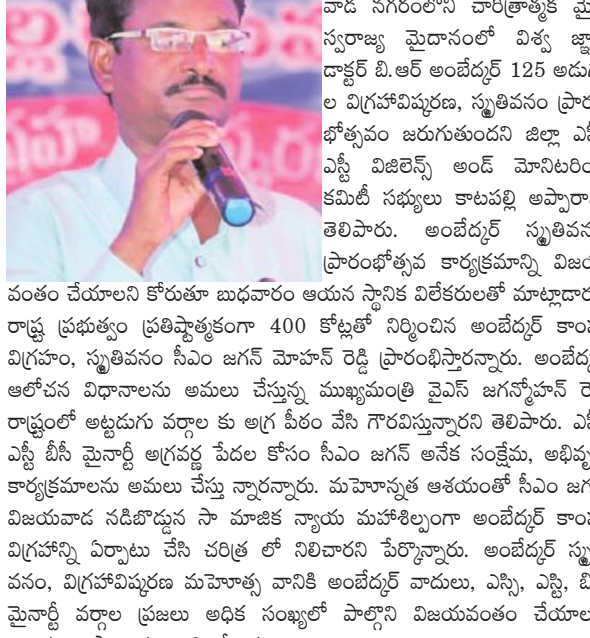 వాడ నగరంలోని చారిత్రాత్మక
స్వరాజ్య మైదానంలో విశ్వ
డాక్టర్ బి.ఆర్ అంబేద్కర్ 125
ల విగ్రహావిష్కరణ, స్మృతివనం
భోత్సవం జరుగుతుందని జిల్లా
ఎస్టీ విజిలెన్స్ అండ్
కమిటీ సభ్యులు కాటపల్లి
తెలిపారు. అంబేద్కర్
ప్రారంభోత్సవ కార్యక్రమాన్ని
వంతం చేయాలని కోరుతూ బుధవారం ఆయన స్థానిక విలేకరులతో
రాష్ట్ర ప్రభుత్వం ప్రతిష్టాత్మకంగా 400 కోట్లతో నిర్మించిన అంబేద్కర్
విగ్రహం, స్మృతివనం సీఎం జగన్ మోహన్ రెడ్డి ప్రారంభిస్తారన్నారు.
ఆలోచన విధానాలను అమలు చేస్తున్న ముఖ్యమంత్రి వైఎస్ జగన్మోహన్
రాష్ట్రంలో అట్టడుగు వర్గాల కు అగ్ర పీఠం వేసి గౌరవిస్తున్నారని తెలిపారు.
ఎస్టీ బీసీ మైనార్టీ అగ్రవర్ణ పేదల కోసం సీఎం జగన్ అనేక సంక్షేమ,
కార్యక్రమాలను అమలు చేస్తు న్నారన్నారు. మహెూన్నత ఆశయంతో సీఎం
విజయవాడ నడిబొడ్డున సా మాజిక న్యాయ మహాశిల్పంగా అంబేద్కర్
విగ్రహాన్ని ఏర్పాటు చేసి చరిత్ర లో నిలిచారని పేర్కొన్నారు. అంబేద్కర్
వనం, విగ్రహావిష్కరణ మహెూత్స వానికి అంబేద్కర్ వాదులు, ఎస్సి, ఎస్టి,
మైనార్టీ వర్గాల ప్రజలు అధిక సంఖ్యలో పాల్గొని విజయవంతం